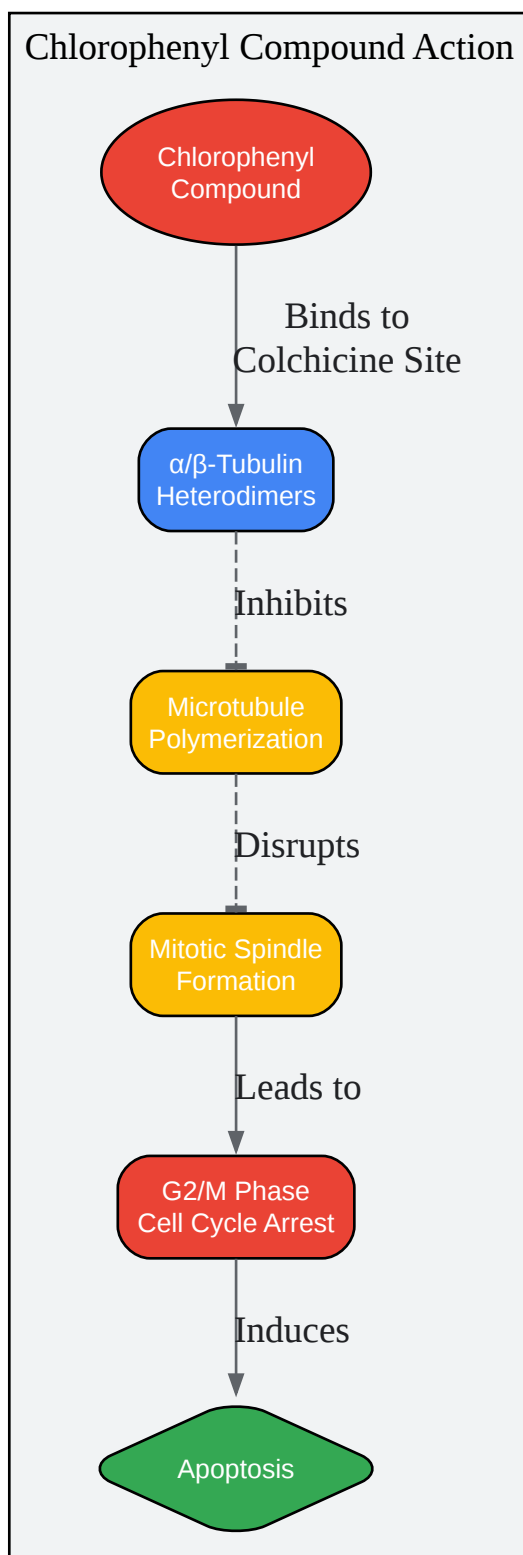 Chlorophenyl Compound Action
Chlorophenyl
Compound
Binds to
Colchicine Site
α/β-Tubulin
Heterodimers
Inhibits
Microtubule
Polymerization
Disrupts
Mitotic Spindle
Formation
Leads to
G2/M Phase
Cell Cycle Arrest
Induces
Apoptosis